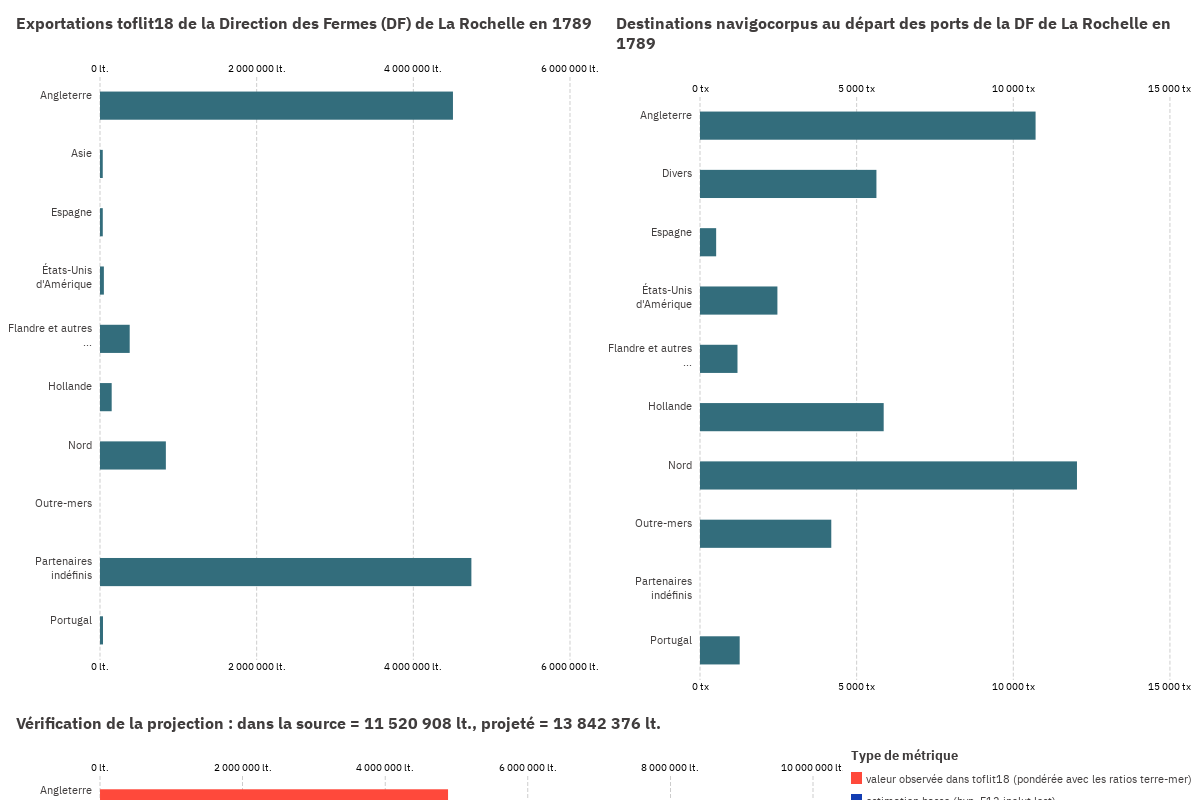 Exportations toflit18 de la Direction des Fermes (DF) de La Rochelle en 1789
0 lt.
2 000 000 lt.
4 000 000 lt.
6 000 000 lt.
Angleterre
Asie
Espagne
États-Unis
d'Amérique
Flandre et autres
...
Hollande
Nord
Outre-mers
Partenaires
indéfinis
Portugal
0 lt.
2 000 000 lt.
4 000 000 lt.
6 000 000 lt.
Destinations navigocorpus au départ des ports de la DF de La Rochelle en
1789
0 tx
5 000 tx
10 000 tx
15 000 tx
Angleterre
Divers
Espagne
États-Unis
d'Amérique
Flandre et autres
...
Hollande
Nord
Outre-mers
Partenaires
indéfinis
Portugal
0 tx
5 000 tx
10 000 tx
15 000 tx
Vérification de la projection : dans la source = 11 520 908 lt., projeté = 13 842 376 lt.
0 lt.
2 000 000 lt.
4 000 000 lt.
6 000 000 lt.
8 000 000 lt.
10 000 000 lt
Angleterre
Type de métrique
valeur observée dans toflit18 (pondérée avec les ratios terre-mer)
estimation basse (hyp. F12 inclut lest)